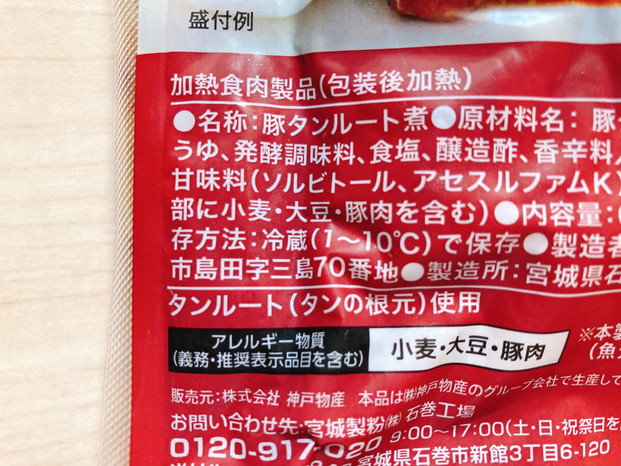 盛付例
加熱食肉製品(包装後加熱)
●名称:豚タンルート煮●原材料名:豚
うゆ、発酵調味料、食塩、醸造酢、香辛料
甘味料(ソルビトール、アセスルファムK)
部に小麦・大豆・豚肉を含む)●内容量:
存方法:冷蔵(1~10℃)で保存●製造者
市島田字三島70番地●製造所:宮城県石
タンルート(タンの根元)使用
アレルギー物質
(義務・推奨表示品目を含む)
小麦・大豆・豚肉
※本製
(魚
販売元:株式会社 神戸物産 本品は㈱神戸物産のグループ会社で生産して
お問い合わせ先:宮城製粉㈱石巻工場
0120-917-020 9:00~17:00(土・日・祝祭日を
宮城県石巻市新館3丁目6-120